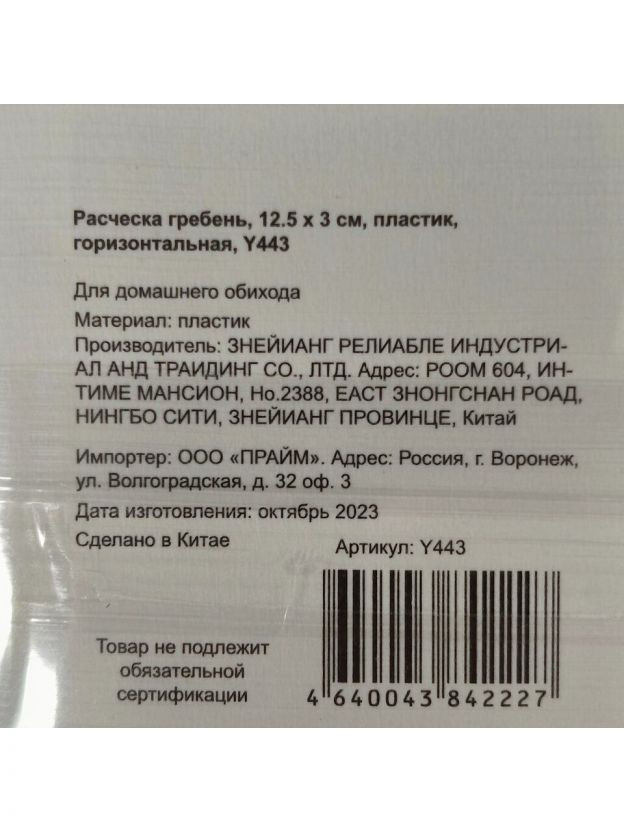 Расческа гребень, 12.5 х 3 см, пластик,
горизонтальная, Y443
Для домашнего обихода
Материал: пластик
Производитель: ЗНЕЙИАНГ РЕЛИАБЛЕ ИНДУСТРИ-
АЛ АНД ТРАИДИНГ СО., ЛТД. Адрес: РООМ 604, ИН-
ТИМЕ МАНСИОН, Но.2388, ЕАСТ ЗНОНГСНАН РОАД,
НИНГБО СИТИ, ЗНЕЙИАНГ ПРОВИНЦЕ, Китай
Импортер: ООО «ПРАЙМ». Адрес: Россия, г. Воронеж,
ул. Волгоградская, д. 32 оф. 3
Дата изготовления: октябрь 2023
Сделано в Китае
Артикул: Y443
Товар не подлежит
обязательной
сертификации
4 640043 842227